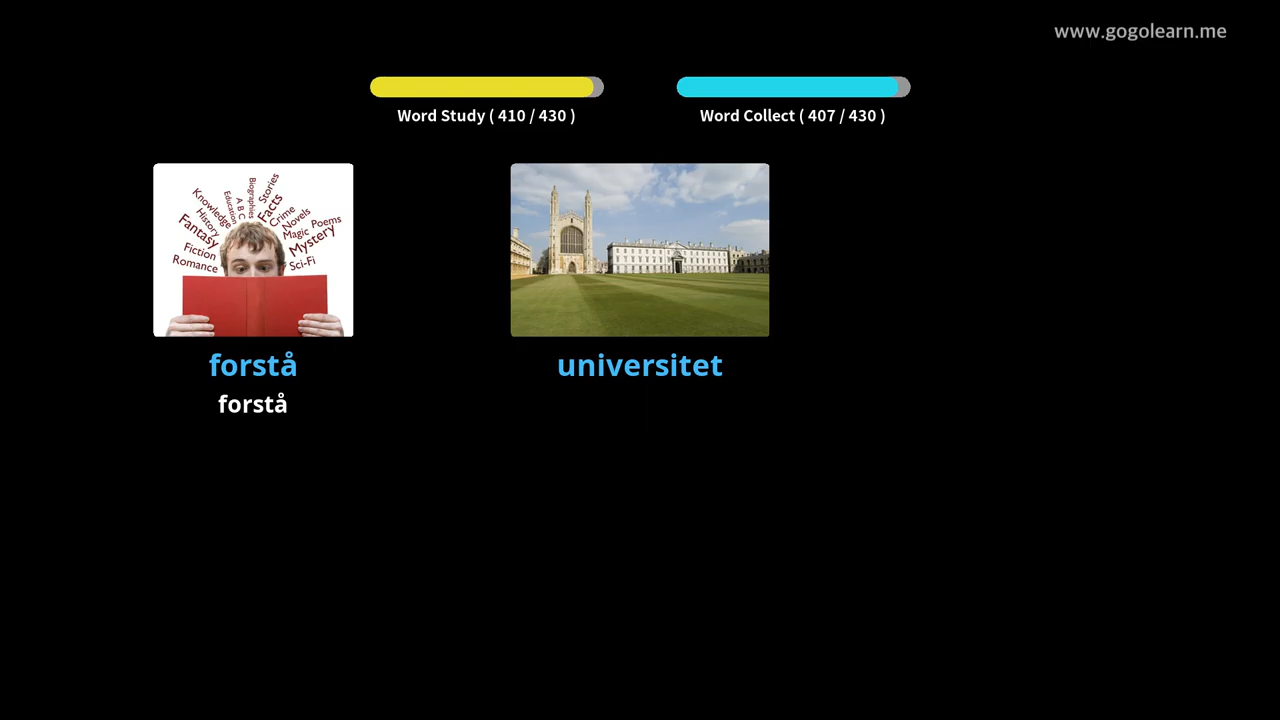 www.gogolearn.me
Word Study ( 410 / 430 )
Word Collect ( 407 / 430 )
Knowledge
History
Fantasy
Fiction
Romance
Education
A B C
Biographies
Stories
Facts
Crime
Novels
Magic
Poems
Mystery
Sci-Fi
forstå
universitet
forstå